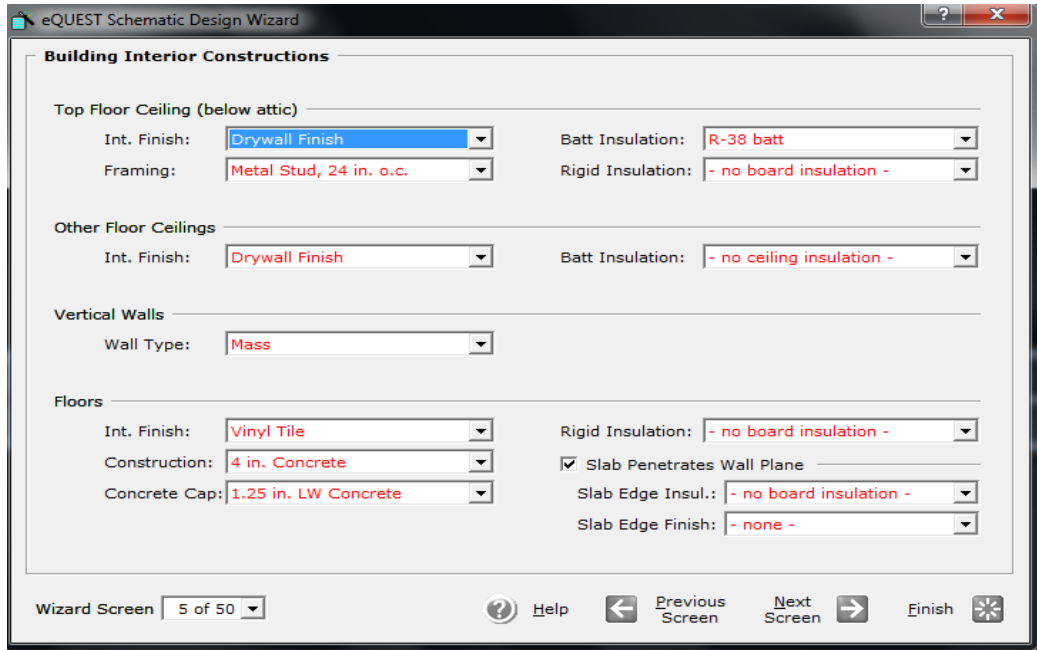 eQUEST Schematic Design Wizard
Building Interior Constructions
Top Floor Ceiling (below attic)
Int. Finish: Drywall Finish Batt Insulation: R-38 batt
Framing: Metal Stud, 24 in. o.c. Rigid Insulation: - no board insulation -
Other Floor Ceilings
Int. Finish: Drywall Finish Batt Insulation: - no ceiling insulation -
Vertical Walls
Wall Type: Mass
Floors
Int. Finish: Vinyl Tile Rigid Insulation: - no board insulation -
Construction: 4 in. Concrete Slab Penetrates Wall Plane
Concrete Cap: 1.25 in. LW Concrete Slab Edge Insul.: - no board insulation -
Slab Edge Finish: - none -
Wizard Screen 5 of 50 Help Previous Screen Next Screen Finish